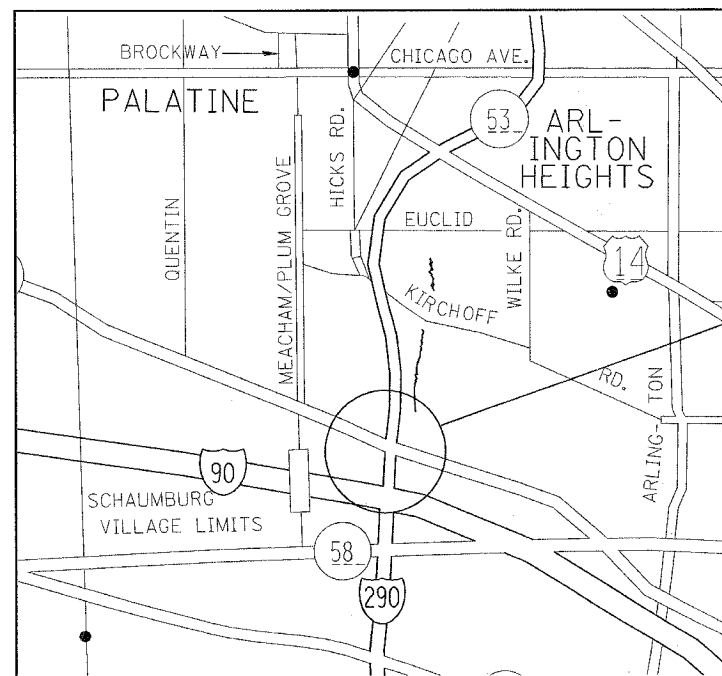 BROCKWAY
CHICAGO AVE.
PALATINE
HICKS RD.
53
ARL-
INGTON
HEIGHTS
MEACHAM/PLUM GROVE
QUENTIN
EUCLID
WILKE RD.
14
KIRCHOFF
RD.
ARLING-
TON
90
SCHAUMBURG
VILLAGE LIMITS
58
290